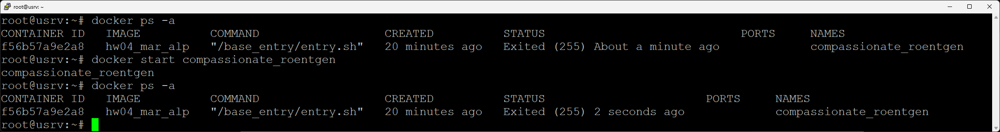 root@usrv: ~
root@usrv:~# docker ps -a
CONTAINER ID   IMAGE          COMMAND                  CREATED          STATUS                            PORTS     NAMES
f56b57a9e2a8   hw04_mar_alp   "/base_entry/entry.sh"   20 minutes ago   Exited (255) About a minute ago             compassionate_roentgen
root@usrv:~# docker start compassionate_roentgen
compassionate_roentgen
root@usrv:~# docker ps -a
CONTAINER ID   IMAGE          COMMAND                  CREATED          STATUS                       PORTS     NAMES
f56b57a9e2a8   hw04_mar_alp   "/base_entry/entry.sh"   20 minutes ago   Exited (255) 2 seconds ago             compassionate_roentgen
root@usrv:~#